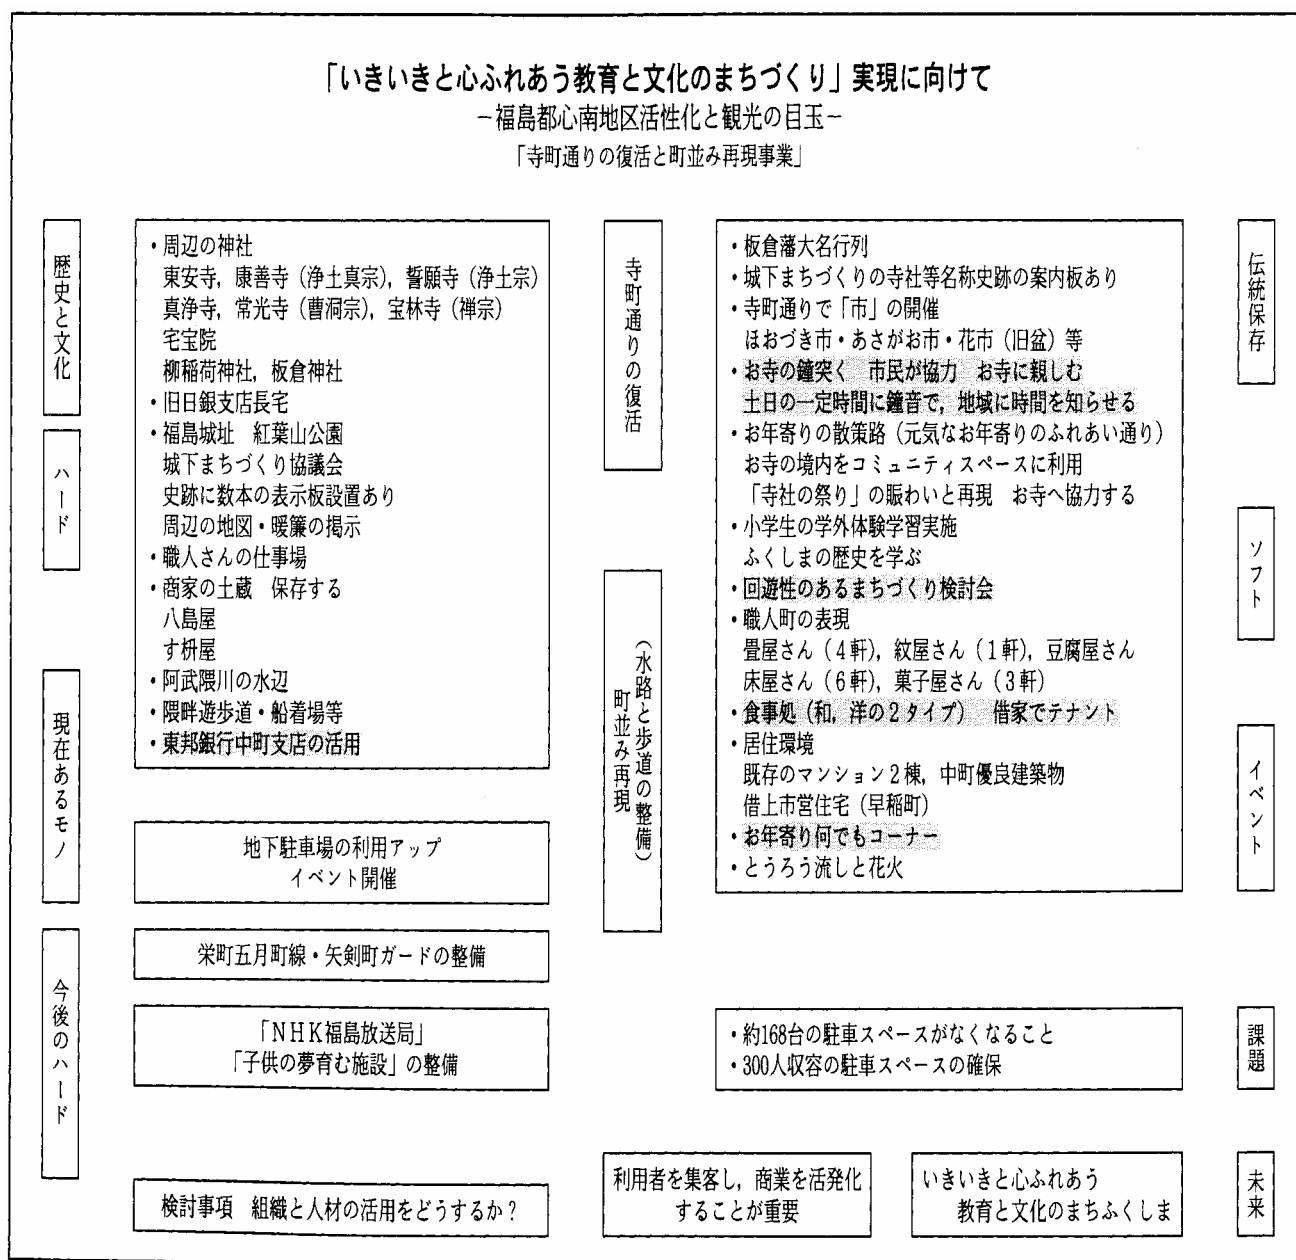 「いきいきと心ふれあう教育と文化のまちづくり」実現に向けて
－福島都心南地区活性化と観光の目玉－
「寺町通りの復活と町並み再現事業」
歴史と文化
ハード
現在あるモノ
今後のハード
・周辺の神社
東安寺，康善寺（浄土真宗），誓願寺（浄土宗）
真浄寺，常光寺（曹洞宗），宝林寺（禅宗）
宅宝院
柳稲荷神社，板倉神社
・旧日銀支店長宅
・福島城址　紅葉山公園
城下まちづくり協議会
史跡に数本の表示板設置あり
周辺の地図・暖簾の掲示
・職人さんの仕事場
・商家の土蔵　保存する
八島屋
す枡屋
・阿武隈川の水辺
・隈畔遊歩道・船着場等
・東邦銀行中町支店の活用
地下駐車場の利用アップ
イベント開催
栄町五月町線・矢剣町ガードの整備
「ＮＨＫ福島放送局」
「子供の夢育む施設」の整備
検討事項　組織と人材の活用をどうするか？
寺町通りの復活
（水路と歩道の整備）
町並み再現
・板倉藩大名行列
・城下まちづくりの寺社等名称史跡の案内板あり
・寺町通りで「市」の開催
ほおづき市・あさがお市・花市（旧盆）等
・お寺の鐘突く　市民が協力　お寺に親しむ
土日の一定時間に鐘音で，地域に時間を知らせる
・お年寄りの散策路（元気なお年寄りのふれあい通り）
お寺の境内をコミュニティスペースに利用
「寺社の祭り」の賑わいと再現　お寺へ協力する
・小学生の学外体験学習実施
ふくしまの歴史を学ぶ
・回遊性のあるまちづくり検討会
・職人町の表現
畳屋さん（４軒），紋屋さん（１軒），豆腐屋さん
床屋さん（６軒），菓子屋さん（３軒）
・食事処（和，洋の２タイプ）　借家でテナント
・居住環境
既存のマンション２棟，中町優良建築物
借上市営住宅（早稲町）
・お年寄り何でもコーナー
・とうろう流しと花火
・約168台の駐車スペースがなくなること
・300人収容の駐車スペースの確保
利用者を集客し，商業を活発化
することが重要
いきいきと心ふれあう
教育と文化のまちふくしま
伝統保存
ソフト
イベント
課題
未来